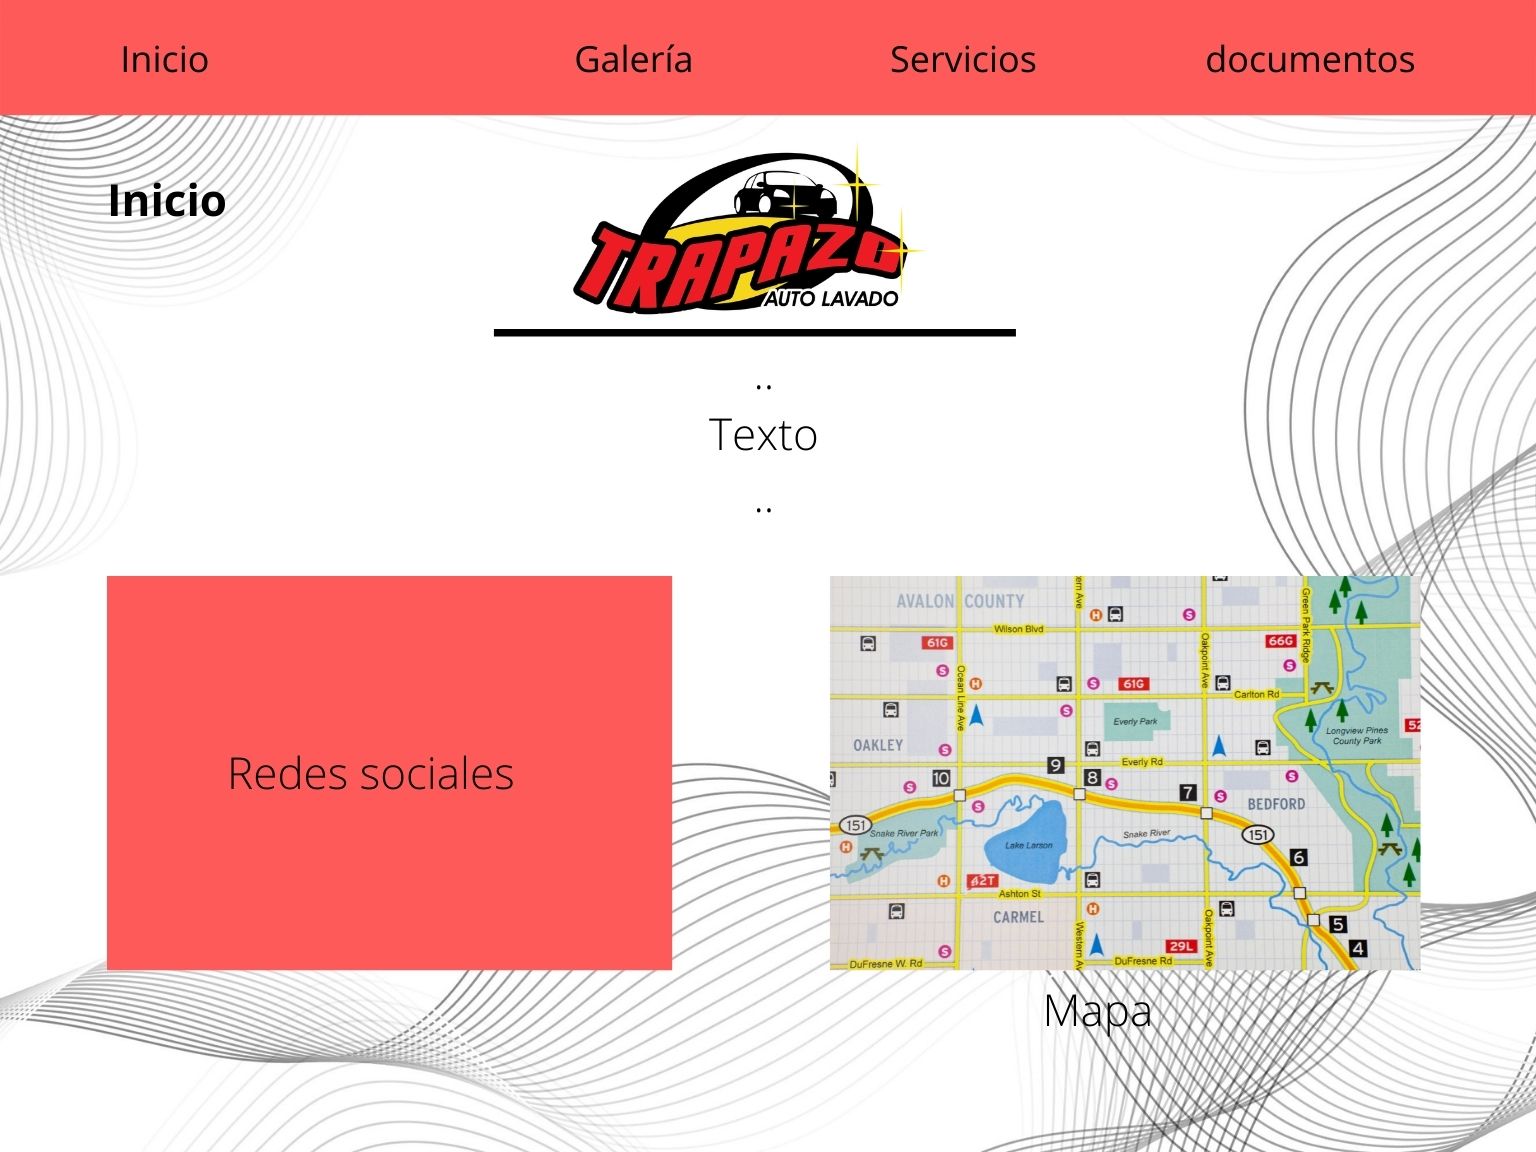 Inicio
Galería
Servicios
documentos
Inicio
TRAPAZO
AUTO LAVADO
..
Texto
..
Redes sociales
AVALON COUNTY
Wilson Blvd
61G
66G
Green Park Ridge
Oakpoint Ave
Ocean Line Ave
61G
Carlton Rd
Everly Park
Longview Pines
County Park
OAKLEY
Everly Rd
10
9
8
7
BEDFORD
151
Snake River Park
Lake Larson
Snake River
151
6
42T
Ashton St
CARMEL
Oakpoint Ave
5
4
29L
DuFresne W. Rd
DuFresne Rd
Mapa